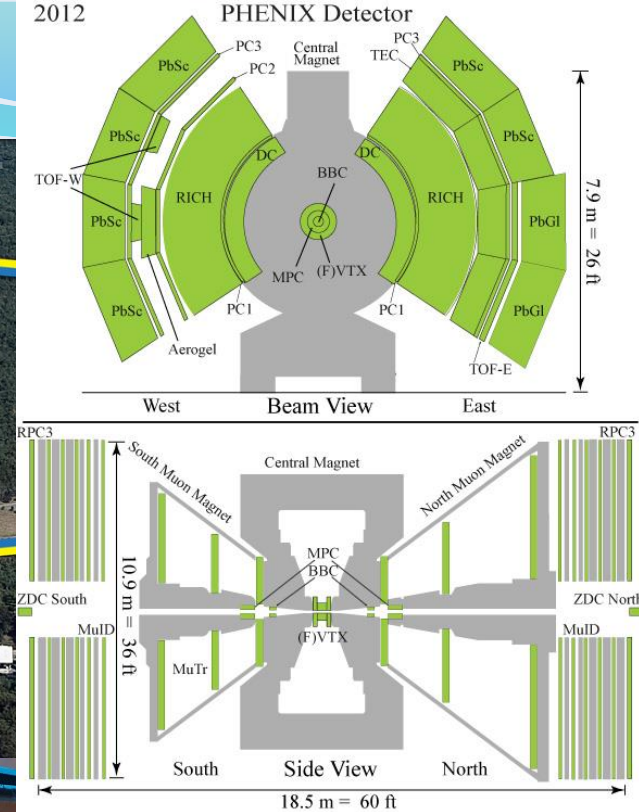 2012 PHENIX Detector
Central
Magnet
PC3
PC2
PbSc
PbSc
TOF-W
PbSc
PbSc
RICH
DC
BBC
MPC
(F)VTX
PC1
Aerogel
PC3
TEC
PbSc
PbSc
DC
RICH
PbGl
PbGl
PC1
TOF-E
7.9 m = 26 ft
West Beam View East
RPC3
South Muon Magnet
Central Magnet
North Muon Magnet
RPC3
MPC
BBC
10.9 m = 36 ft
ZDC South
ZDC North
(F)VTX
MuID
MuTr
MuID
South Side View North
18.5 m = 60 ft